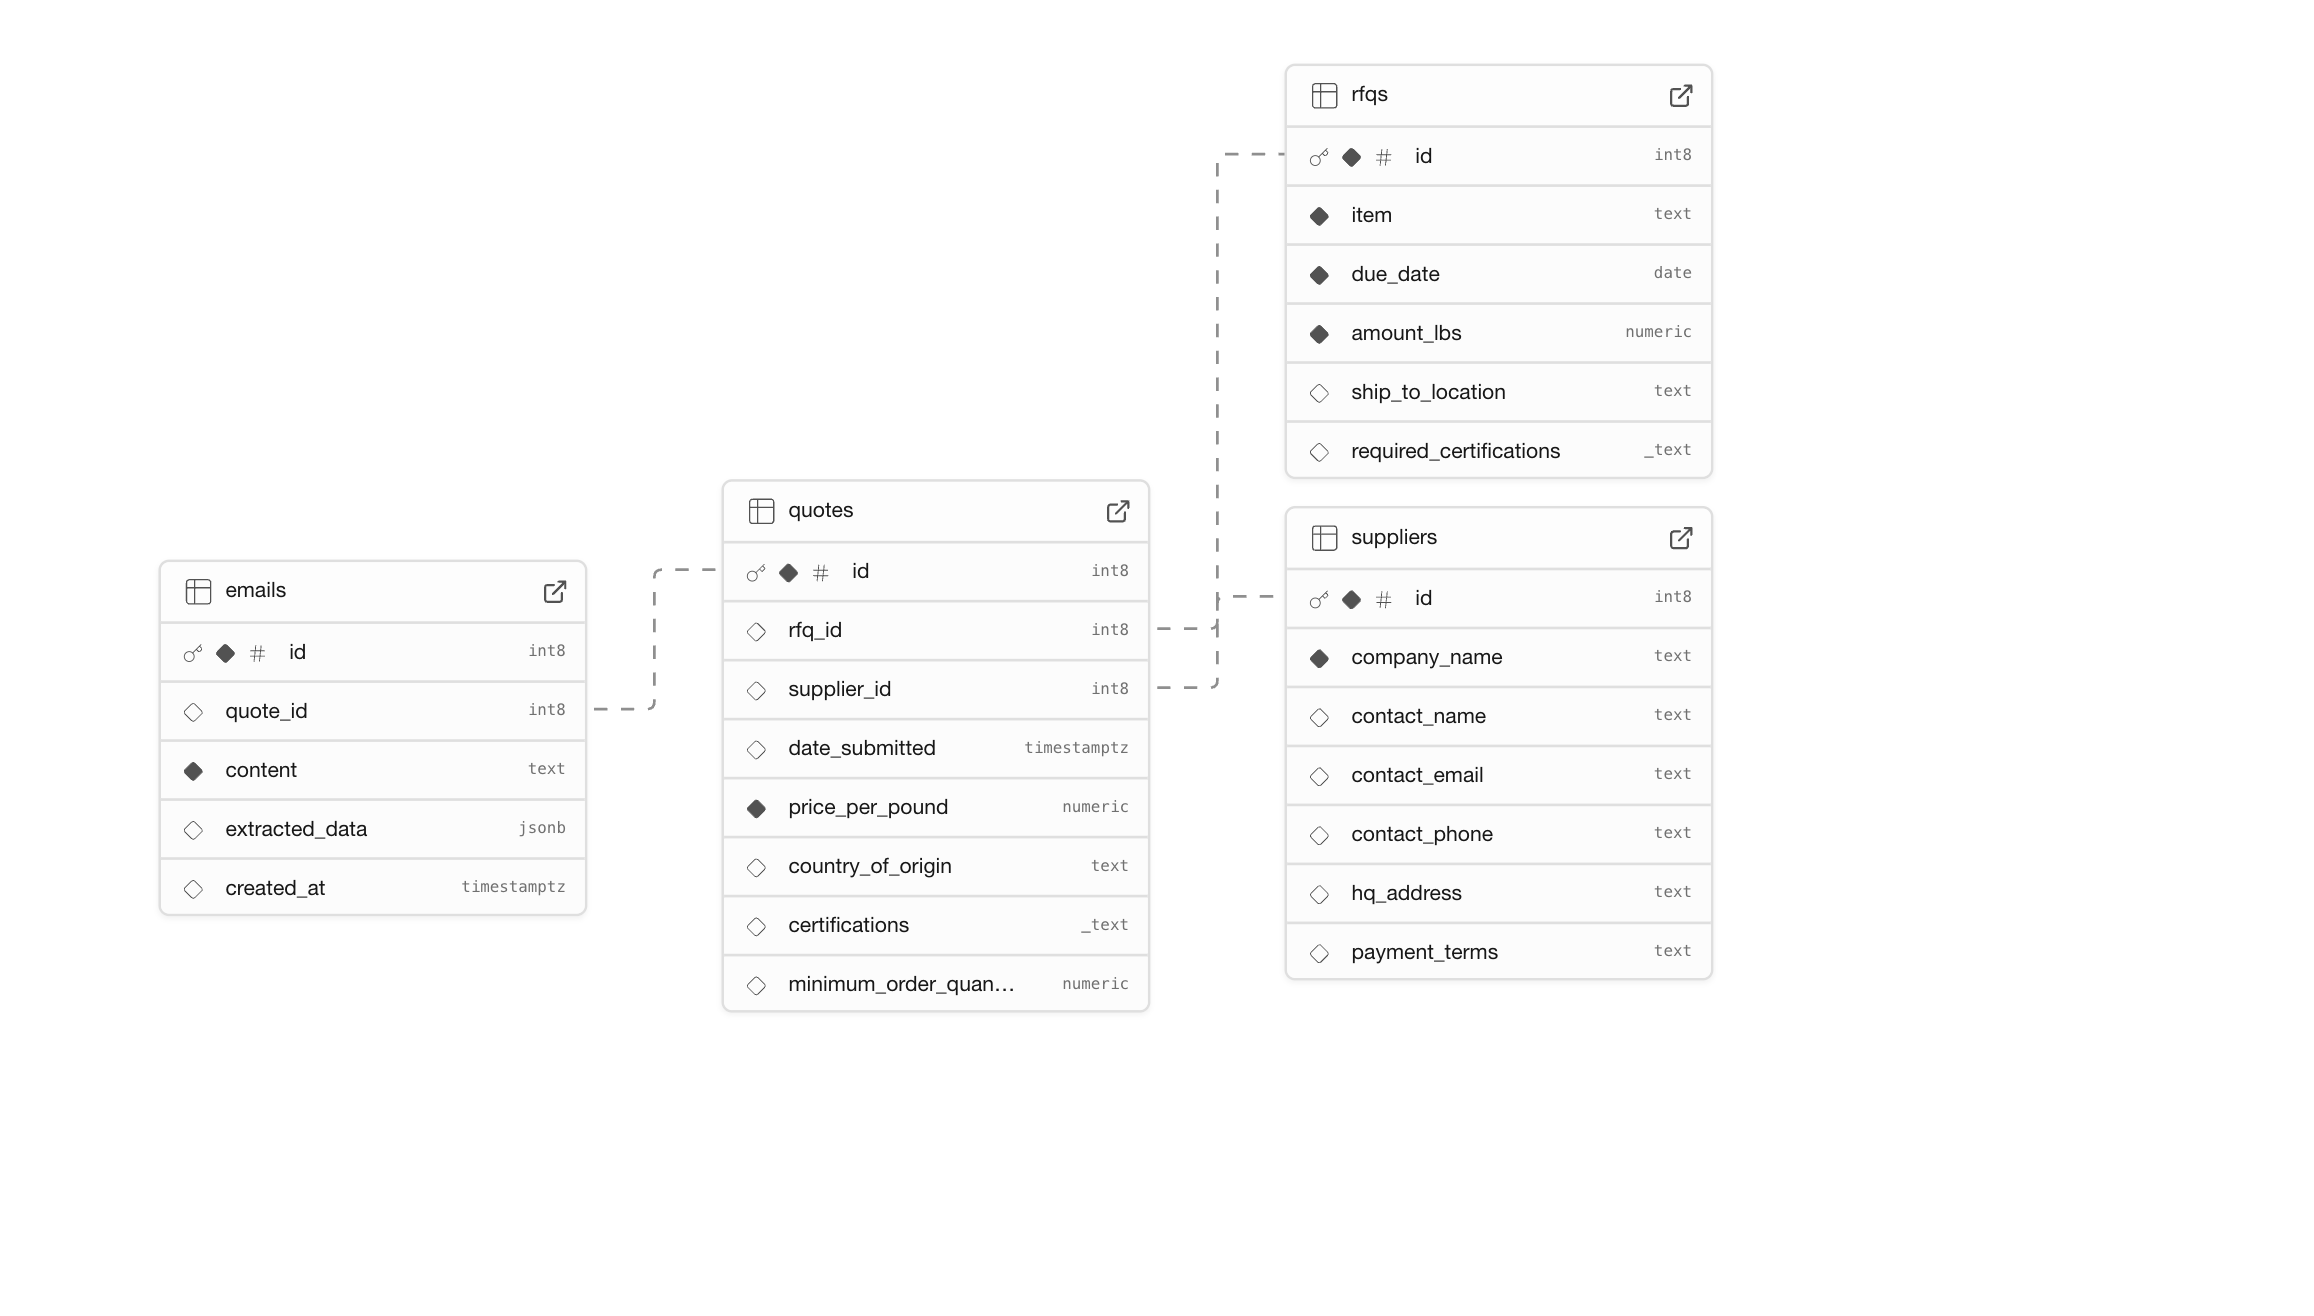 rfqs
# id int8
item text
due_date date
amount_lbs numeric
ship_to_location text
required_certifications _text
quotes
# id int8
rfq_id int8
supplier_id int8
date_submitted timestamptz
price_per_pound numeric
country_of_origin text
certifications _text
minimum_order_quan... numeric
suppliers
# id int8
company_name text
contact_name text
contact_email text
contact_phone text
hq_address text
payment_terms text
emails
# id int8
quote_id int8
content text
extracted_data jsonb
created_at timestamptz